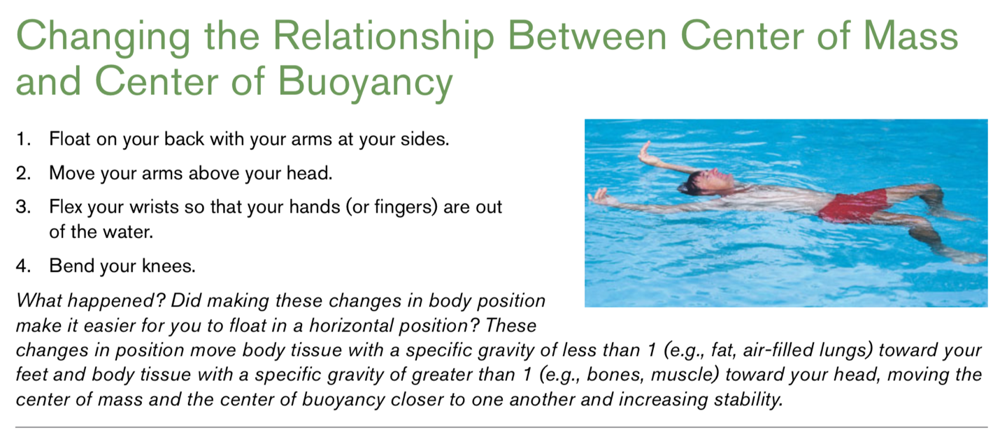 Changing the Relationship Between Center of Mass
and Center of Buoyancy
1. Float on your back with your arms at your sides.
2. Move your arms above your head.
3. Flex your wrists so that your hands (or fingers) are out
of the water.
4. Bend your knees.
What happened? Did making these changes in body position
make it easier for you to float in a horizontal position? These
changes in position move body tissue with a specific gravity of less than 1 (e.g., fat, air-filled lungs) toward your
feet and body tissue with a specific gravity of greater than 1 (e.g., bones, muscle) toward your head, moving the
center of mass and the center of buoyancy closer to one another and increasing stability.